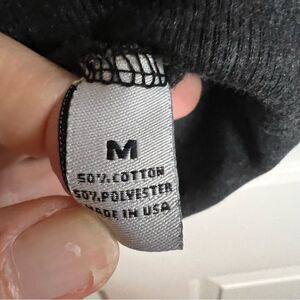 M
50% COTTON
50% POLYESTER
MADE IN USA